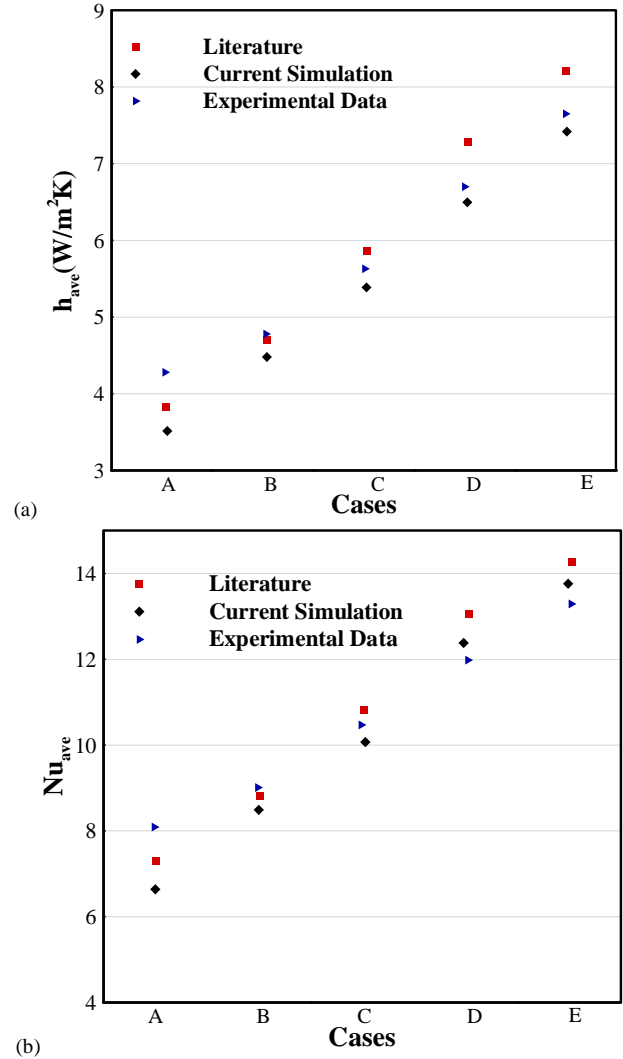 9
8
7
6
5
4
3
h_ave(W/m²K)
Literature
Current Simulation
Experimental Data
A B C D E
Cases
(a)
14
12
10
8
6
4
Nu_ave
Literature
Current Simulation
Experimental Data
A B C D E
Cases
(b)